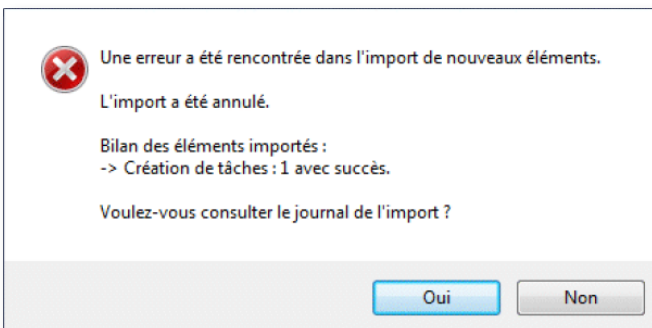 Une erreur a été rencontrée dans l'import de nouveaux éléments.
L'import a été annulé.
Bilan des éléments importés :
-> Création de tâches : 1 avec succès.
Voulez-vous consulter le journal de l'import ?
Oui
Non